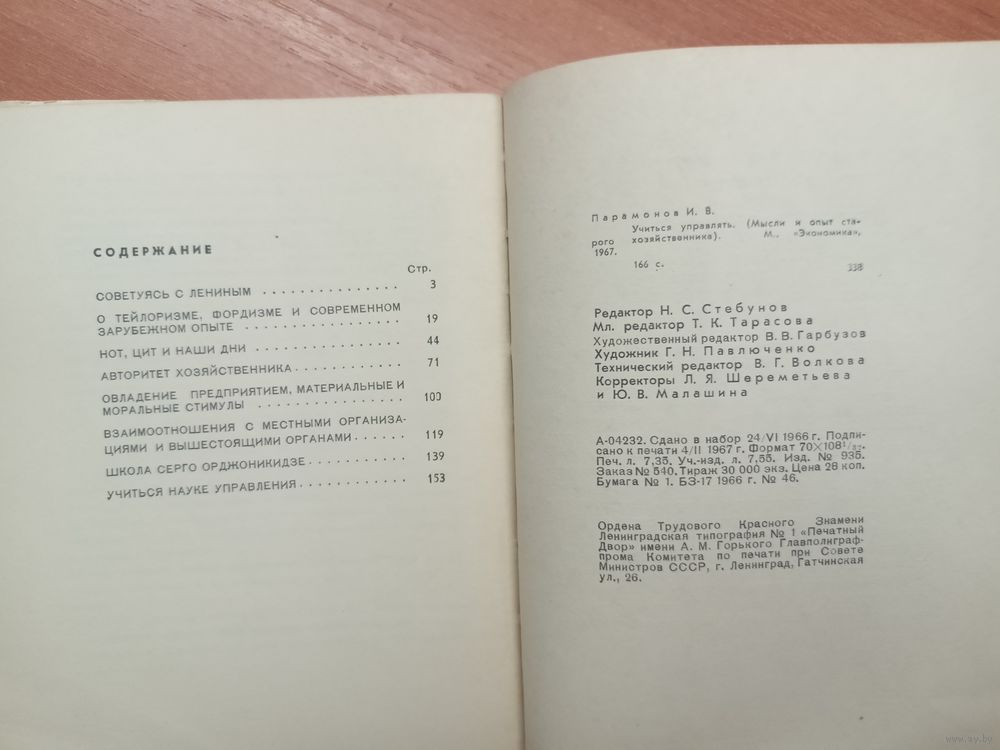 СОДЕРЖАНИЕ
Стр.
СОВЕТУЯСЬ С ЛЕНИНЫМ . . . . . . . . . . . . . . 3
О ТЕЙЛОРИЗМЕ, ФОРДИЗМЕ И СОВРЕМЕННОМ
ЗАРУБЕЖНОМ ОПЫТЕ . . . . . . . . . . . . . . . . 19
НОТ, ЦИТ И НАШИ ДНИ . . . . . . . . . . . . . . . 44
АВТОРИТЕТ ХОЗЯЙСТВЕННИКА . . . . . . . . . . . 71
ОВЛАДЕНИЕ ПРЕДПРИЯТИЕМ, МАТЕРИАЛЬНЫЕ И
МОРАЛЬНЫЕ СТИМУЛЫ . . . . . . . . . . . . . . . 100
ВЗАИМООТНОШЕНИЯ С МЕСТНЫМИ ОРГАНИЗА-
ЦИЯМИ И ВЫШЕСТОЯЩИМИ ОРГАНАМИ . . . . . 119
ШКОЛА СЕРГО ОРДЖОНИКИДЗЕ . . . . . . . . . . 139
УЧИТЬСЯ НАУКЕ УПРАВЛЕНИЯ . . . . . . . . . . . . 153
Парамонов И. В.
Учиться управлять. (Мысли и опыт ста-
рого хозяйственника). М., «Экономика»,
1967.
166 с. 338
Редактор Н. С. Стебунов
Мл. редактор Т. К. Тарасова
Художественный редактор В. В. Гарбузов
Художник Г. Н. Павлюченко
Технический редактор В. Г. Волкова
Корректоры Л. Я. Шереметьева
и Ю. В. Малашина
А-04232. Сдано в набор 24/VI 1966 г. Подпи-
сано к печати 4/II 1967 г. Формат 70×108¹/₃₂.
Печ. л. 7,35. Уч.-изд. л. 7,55. Изд. № 935.
Заказ № 540. Тираж 30 000 экз. Цена 26 коп.
Бумага № 1. БЗ-17 1966 г. № 46.
Ордена Трудового Красного Знамени
Ленинградская типография № 1 «Печатный
Двор» имени А. М. Горького Главполиграф-
прома Комитета по печати при Совете
Министров СССР, г. Ленинград, Гатчинская
ул., 26.
www.ay.by